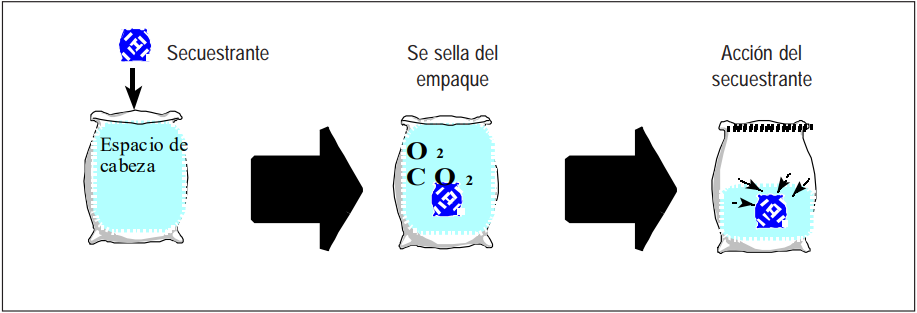 Secuestrante
Se sella del
empaque
Acción del
secuestrante
Espacio de
cabeza
O 2
C O 2